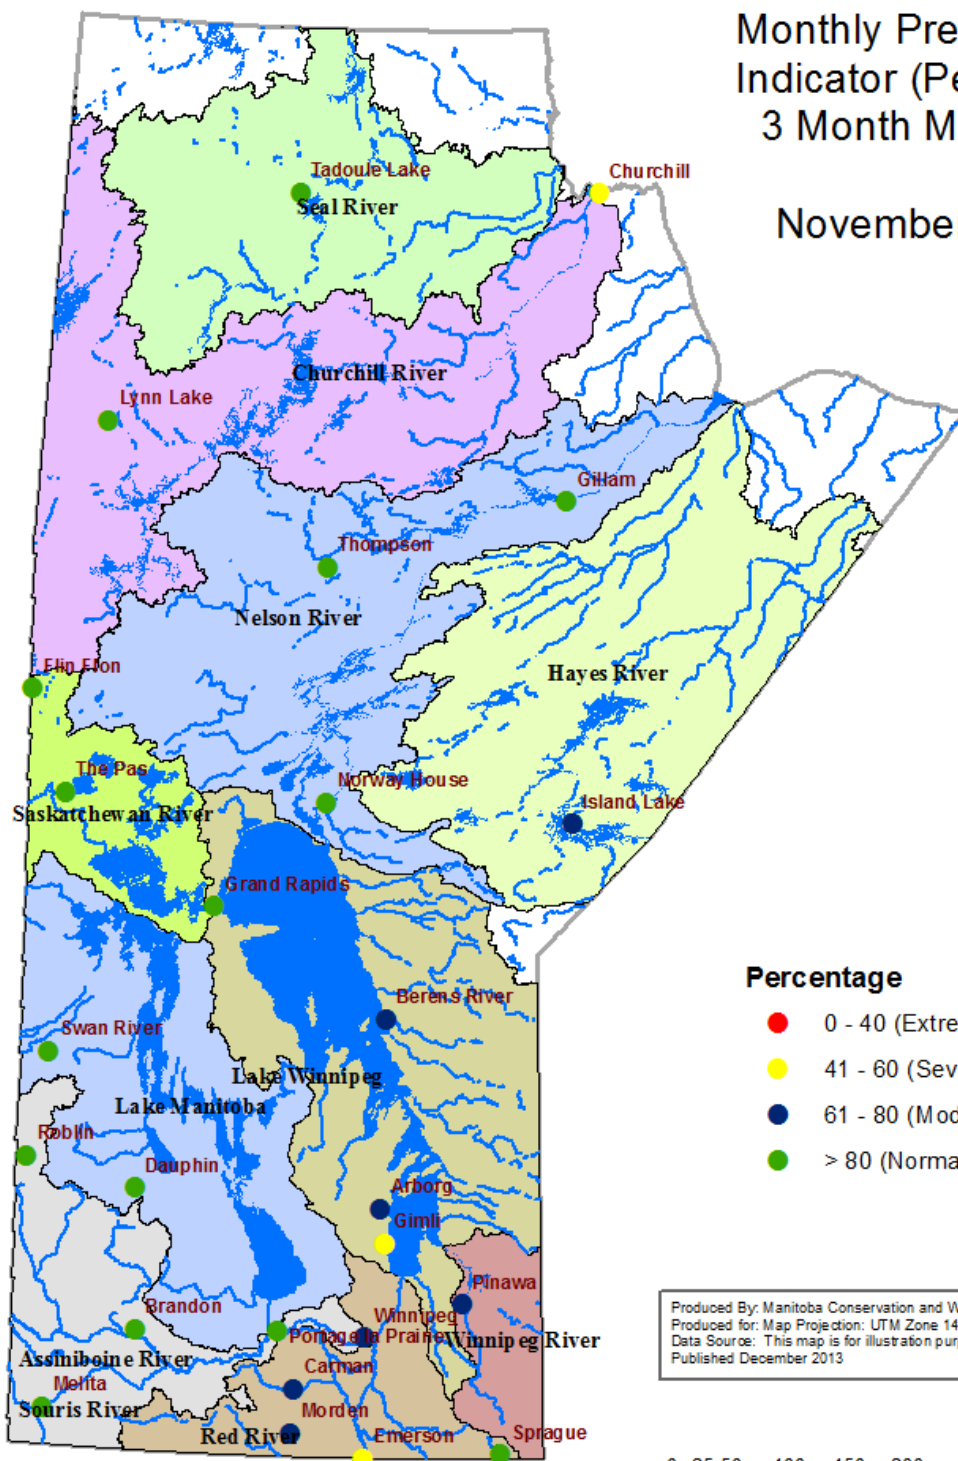 Monthly Pre
Indicator (Pe
3 Month M
Novembe
Tadoule Lake
Seal River
Churchill
Churchill River
Lynn Lake
Gillam
Thompson
Nelson River
Flin Flon
Hayes River
The Pas
Norway House
Island Lake
Saskatchewan River
Grand Rapids
Berens River
Swan River
Lake Winnipeg
Lake Manitoba
Roblin
Dauphin
Arborg
Gimli
Pinawa
Brandon
Winnipeg
Portage la Prairie
Winnipeg River
Assiniboine River
Carman
Melita
Souris River
Morden
Red River
Emerson
Sprague
Percentage
0 - 40 (Extre
41 - 60 (Sev
61 - 80 (Mod
> 80 (Norma
Produced By: Manitoba Conservation and W
Produced for: Map Projection: UTM Zone 14
Data Source: This map is for illustration purp
Published December 2013